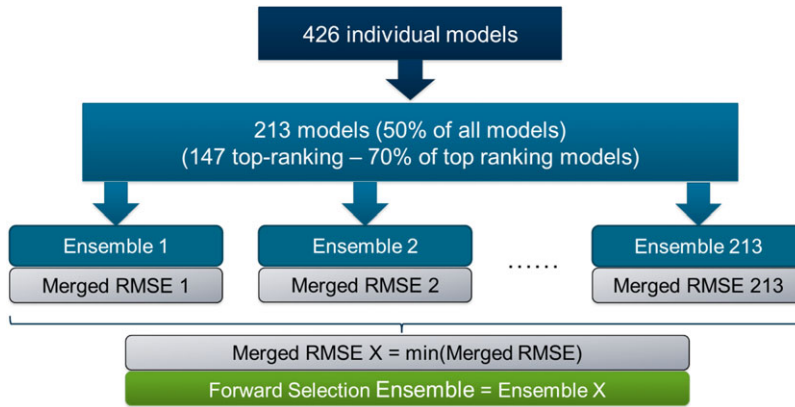 426 individual models
213 models (50% of all models)
(147 top-ranking – 70% of top ranking models)
Ensemble 1
Ensemble 2
Ensemble 213
......
Merged RMSE 1
Merged RMSE 2
Merged RMSE 213
Merged RMSE X = min(Merged RMSE)
Forward Selection Ensemble = Ensemble X